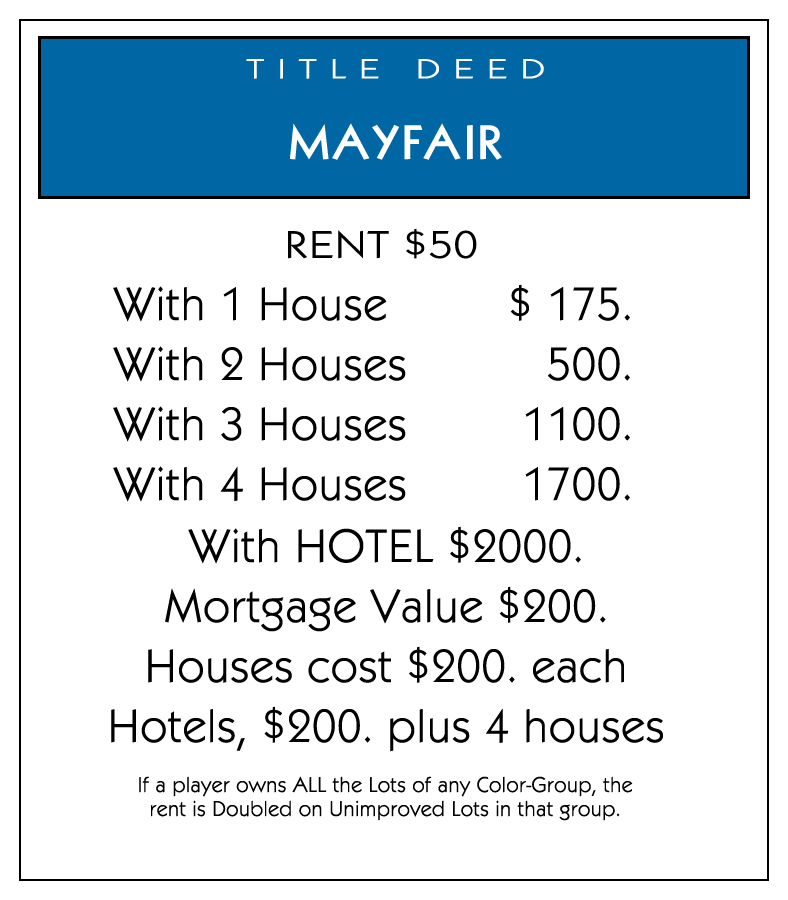 TITLE DEED
MAYFAIR
RENT $50
With 1 House $ 175.
With 2 Houses 500.
With 3 Houses 1100.
With 4 Houses 1700.
With HOTEL $2000.
Mortgage Value $200.
Houses cost $200. each
Hotels, $200. plus 4 houses
If a player owns ALL the Lots of any Color-Group, the
rent is Doubled on Unimproved Lots in that group.